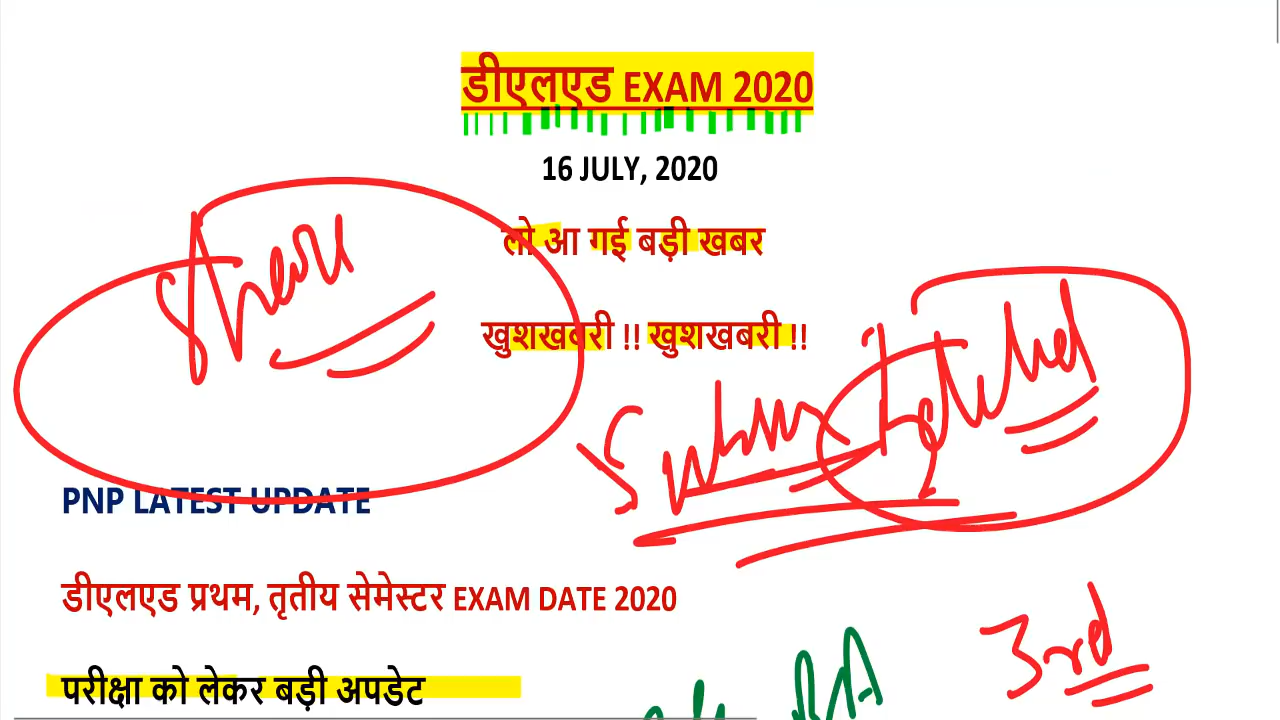 डीएलएड EXAM 2020
16 JULY, 2020
लो आ गई बड़ी खबर
खुशखबरी !! खुशखबरी !!
PNP LATEST UPDATE
डीएलएड प्रथम, तृतीय सेमेस्टर EXAM DATE 2020
3rd
परीक्षा को लेकर बड़ी अपडेट